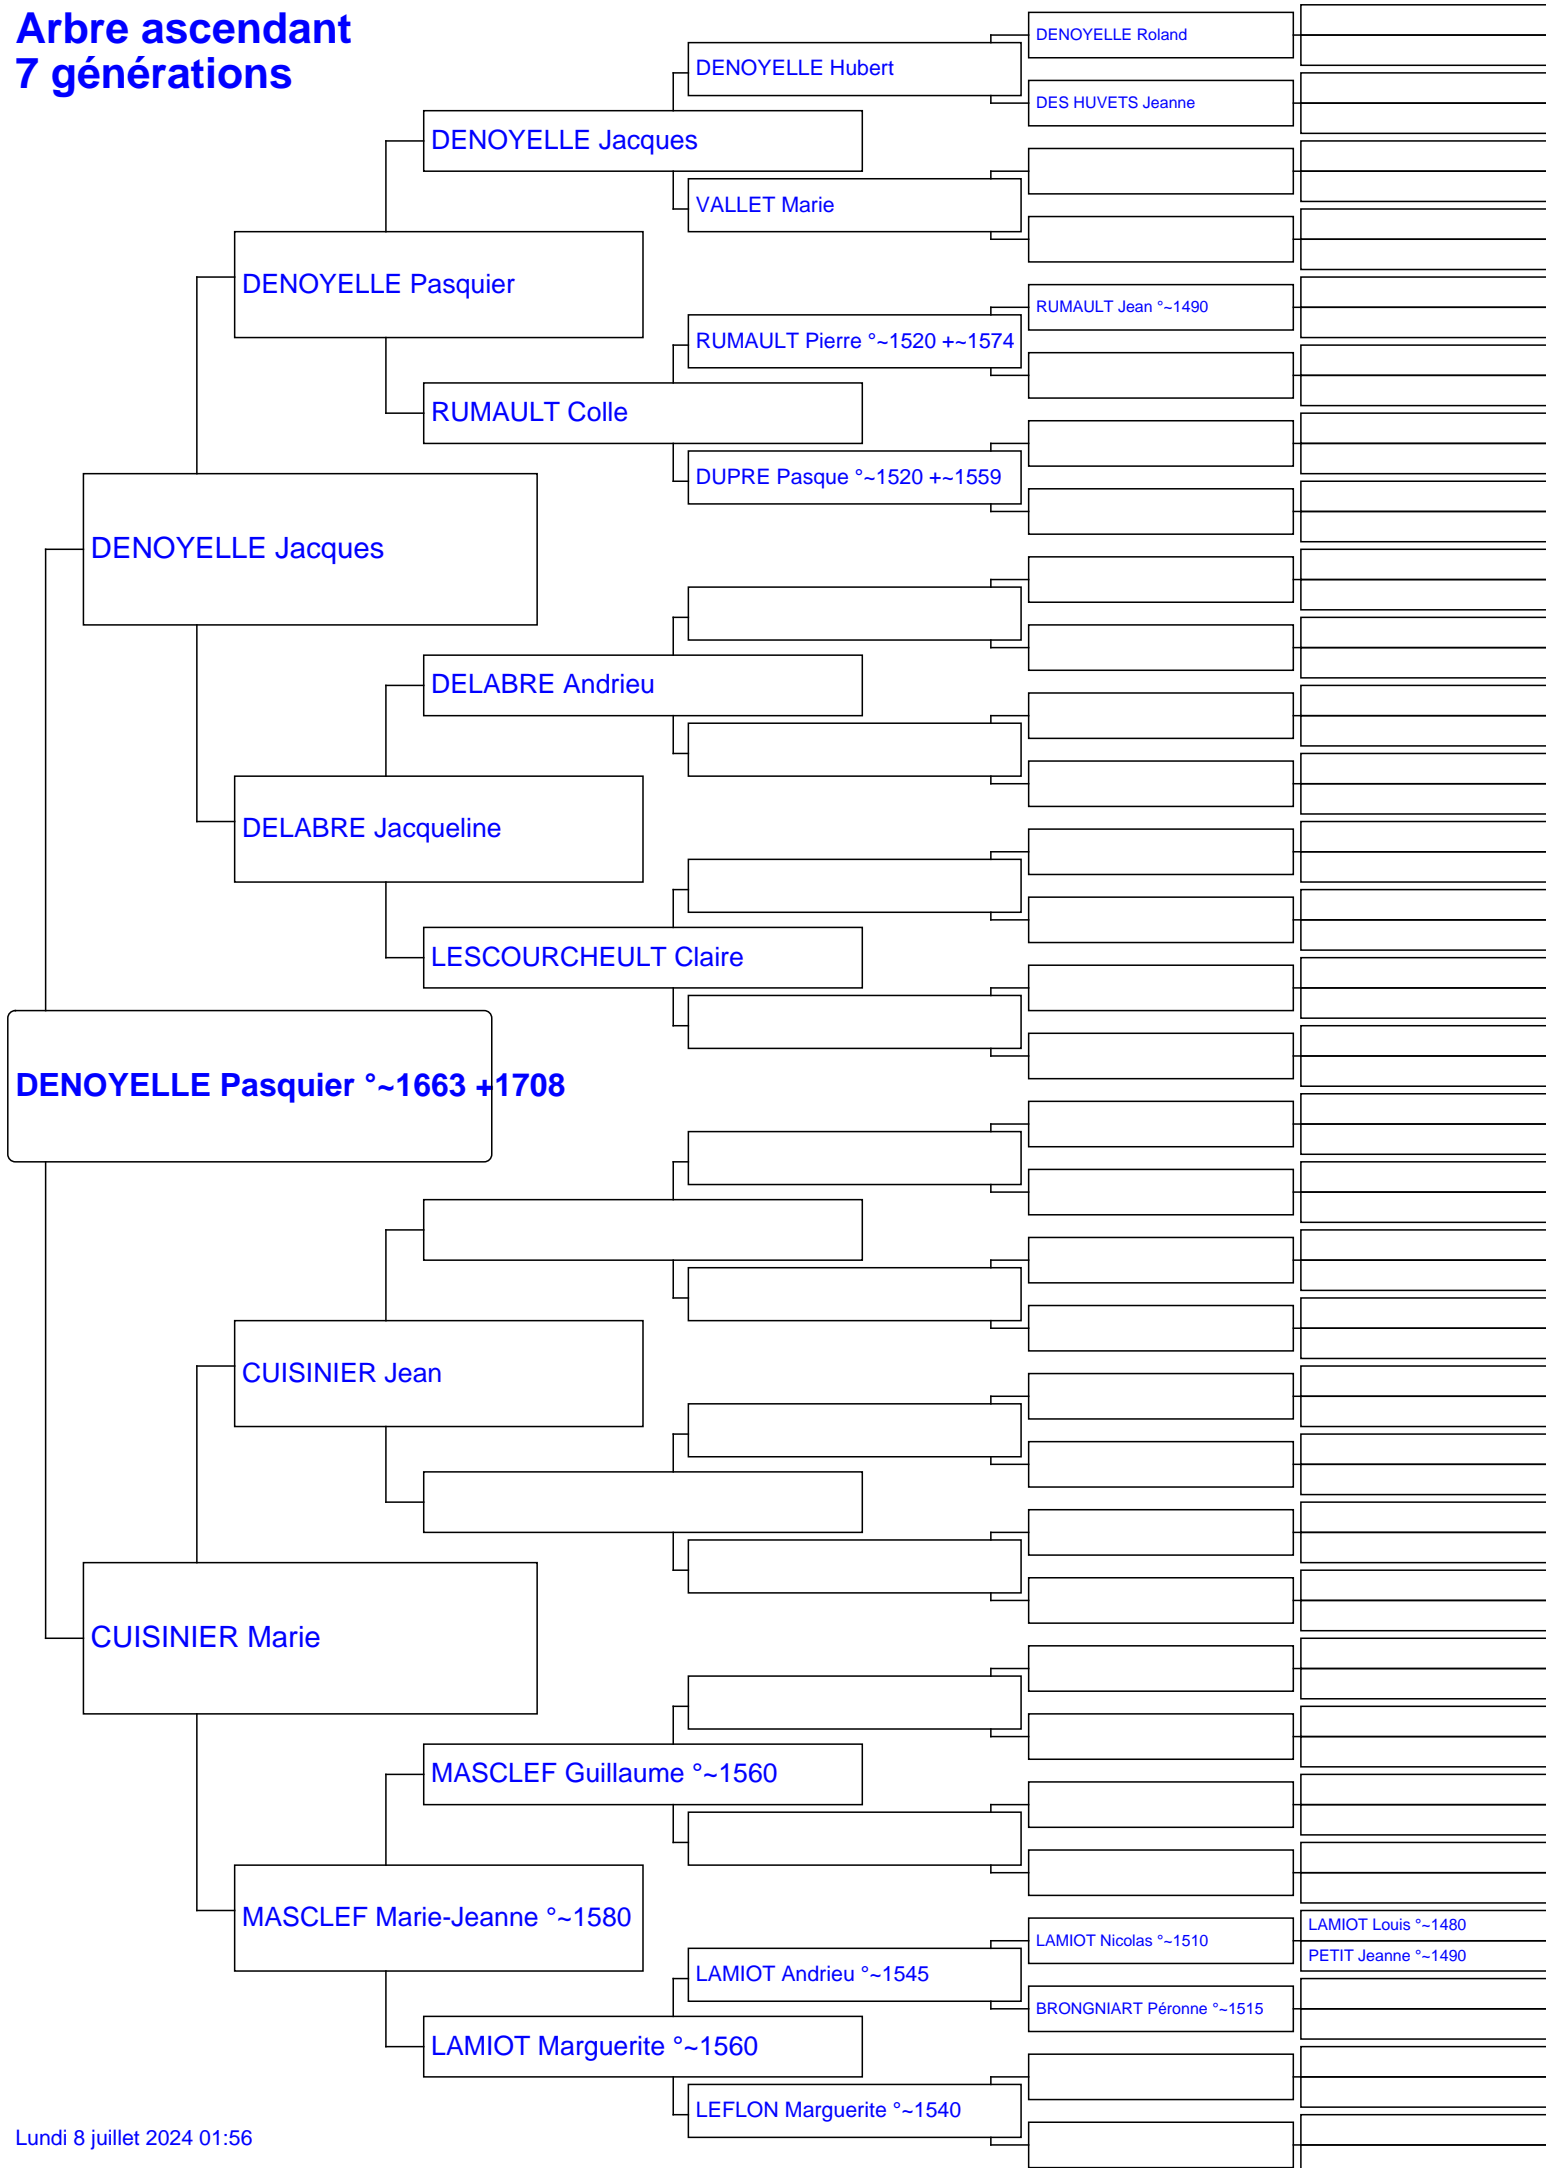 Arbre ascendant
7 générations
DENOYELLE Roland
DENOYELLE Hubert
DES HUVETS Jeanne
DENOYELLE Jacques
VALLET Marie
DENOYELLE Pasquier
RUMAULT Jean °~1490
RUMAULT Pierre °~1520 +~1574
RUMAULT Colle
DUPRE Pasque °~1520 +~1559
DENOYELLE Jacques
DELABRE Andrieu
DELABRE Jacqueline
LESCOURCHEULT Claire
DENOYELLE Pasquier °~1663 +1708
CUISINIER Jean
CUISINIER Marie
MASCLEF Guillaume °~1560
MASCLEF Marie-Jeanne °~1580
LAMIOT Louis °~1480
LAMIOT Nicolas °~1510
PETIT Jeanne °~1490
LAMIOT Andrieu °~1545
BRONGNIART Péronne °~1515
LAMIOT Marguerite °~1560
LEFLON Marguerite °~1540
Lundi 8 juillet 2024 01:56